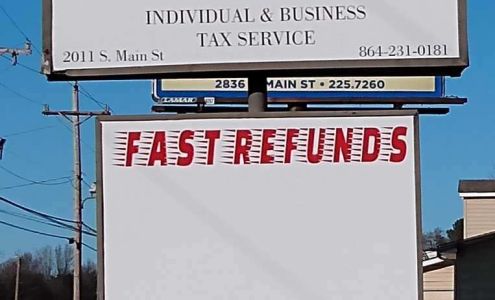 INDIVIDUAL & BUSINESS
TAX SERVICE
2011 S. Main St 864-231-0181
2836 MAIN ST • 225.7260
LAMAR
FAST REFUNDS